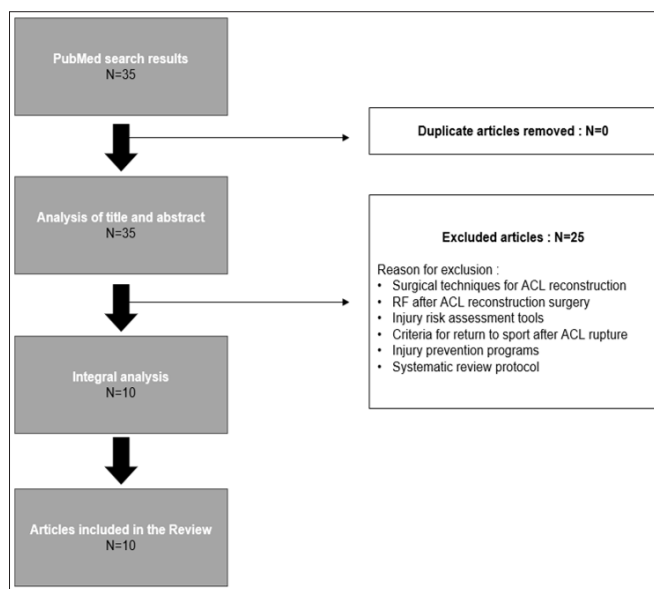 PubMed search results
N=35
Duplicate articles removed : N=0
Analysis of title and abstract
N=35
Excluded articles : N=25
Reason for exclusion :
• Surgical techniques for ACL reconstruction
• RF after ACL reconstruction surgery
• Injury risk assessment tools
• Criteria for return to sport after ACL rupture
• Injury prevention programs
• Systematic review protocol
Integral analysis
N=10
Articles included in the Review
N=10